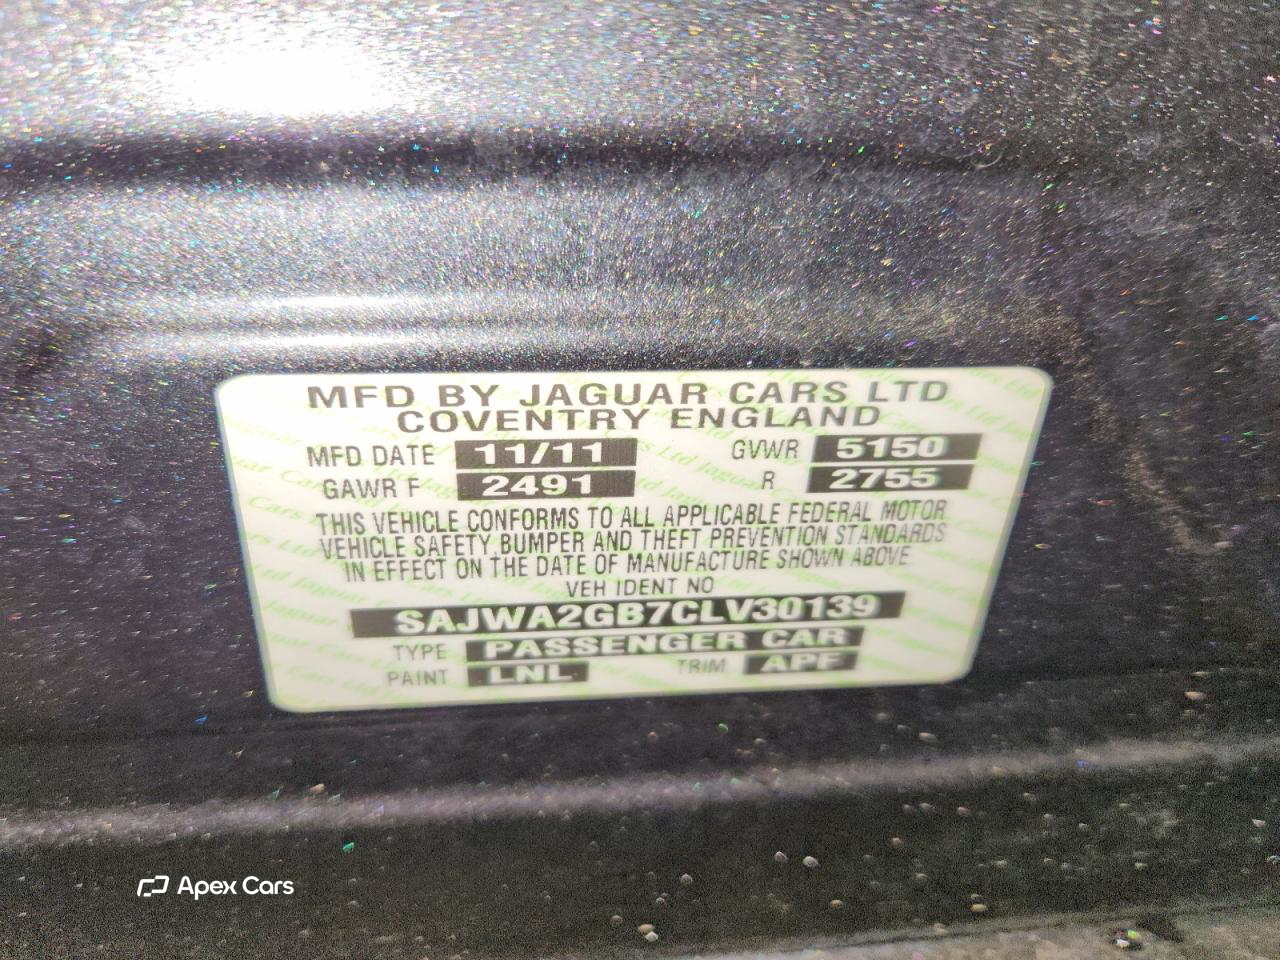 MFD BY JAGUAR CARS LTD
COVENTRY ENGLAND
MFD DATE 11/11 GVWR 5150
GAWR F 2491 R 2755
THIS VEHICLE CONFORMS TO ALL APPLICABLE FEDERAL MOTOR
VEHICLE SAFETY BUMPER AND THEFT PREVENTION STANDARDS
IN EFFECT ON THE DATE OF MANUFACTURE SHOWN ABOVE
VEH IDENT NO
SAJWA2GB7CLV30139
TYPE PASSENGER CAR
PAINT LNL TRIM APF
Apex Cars